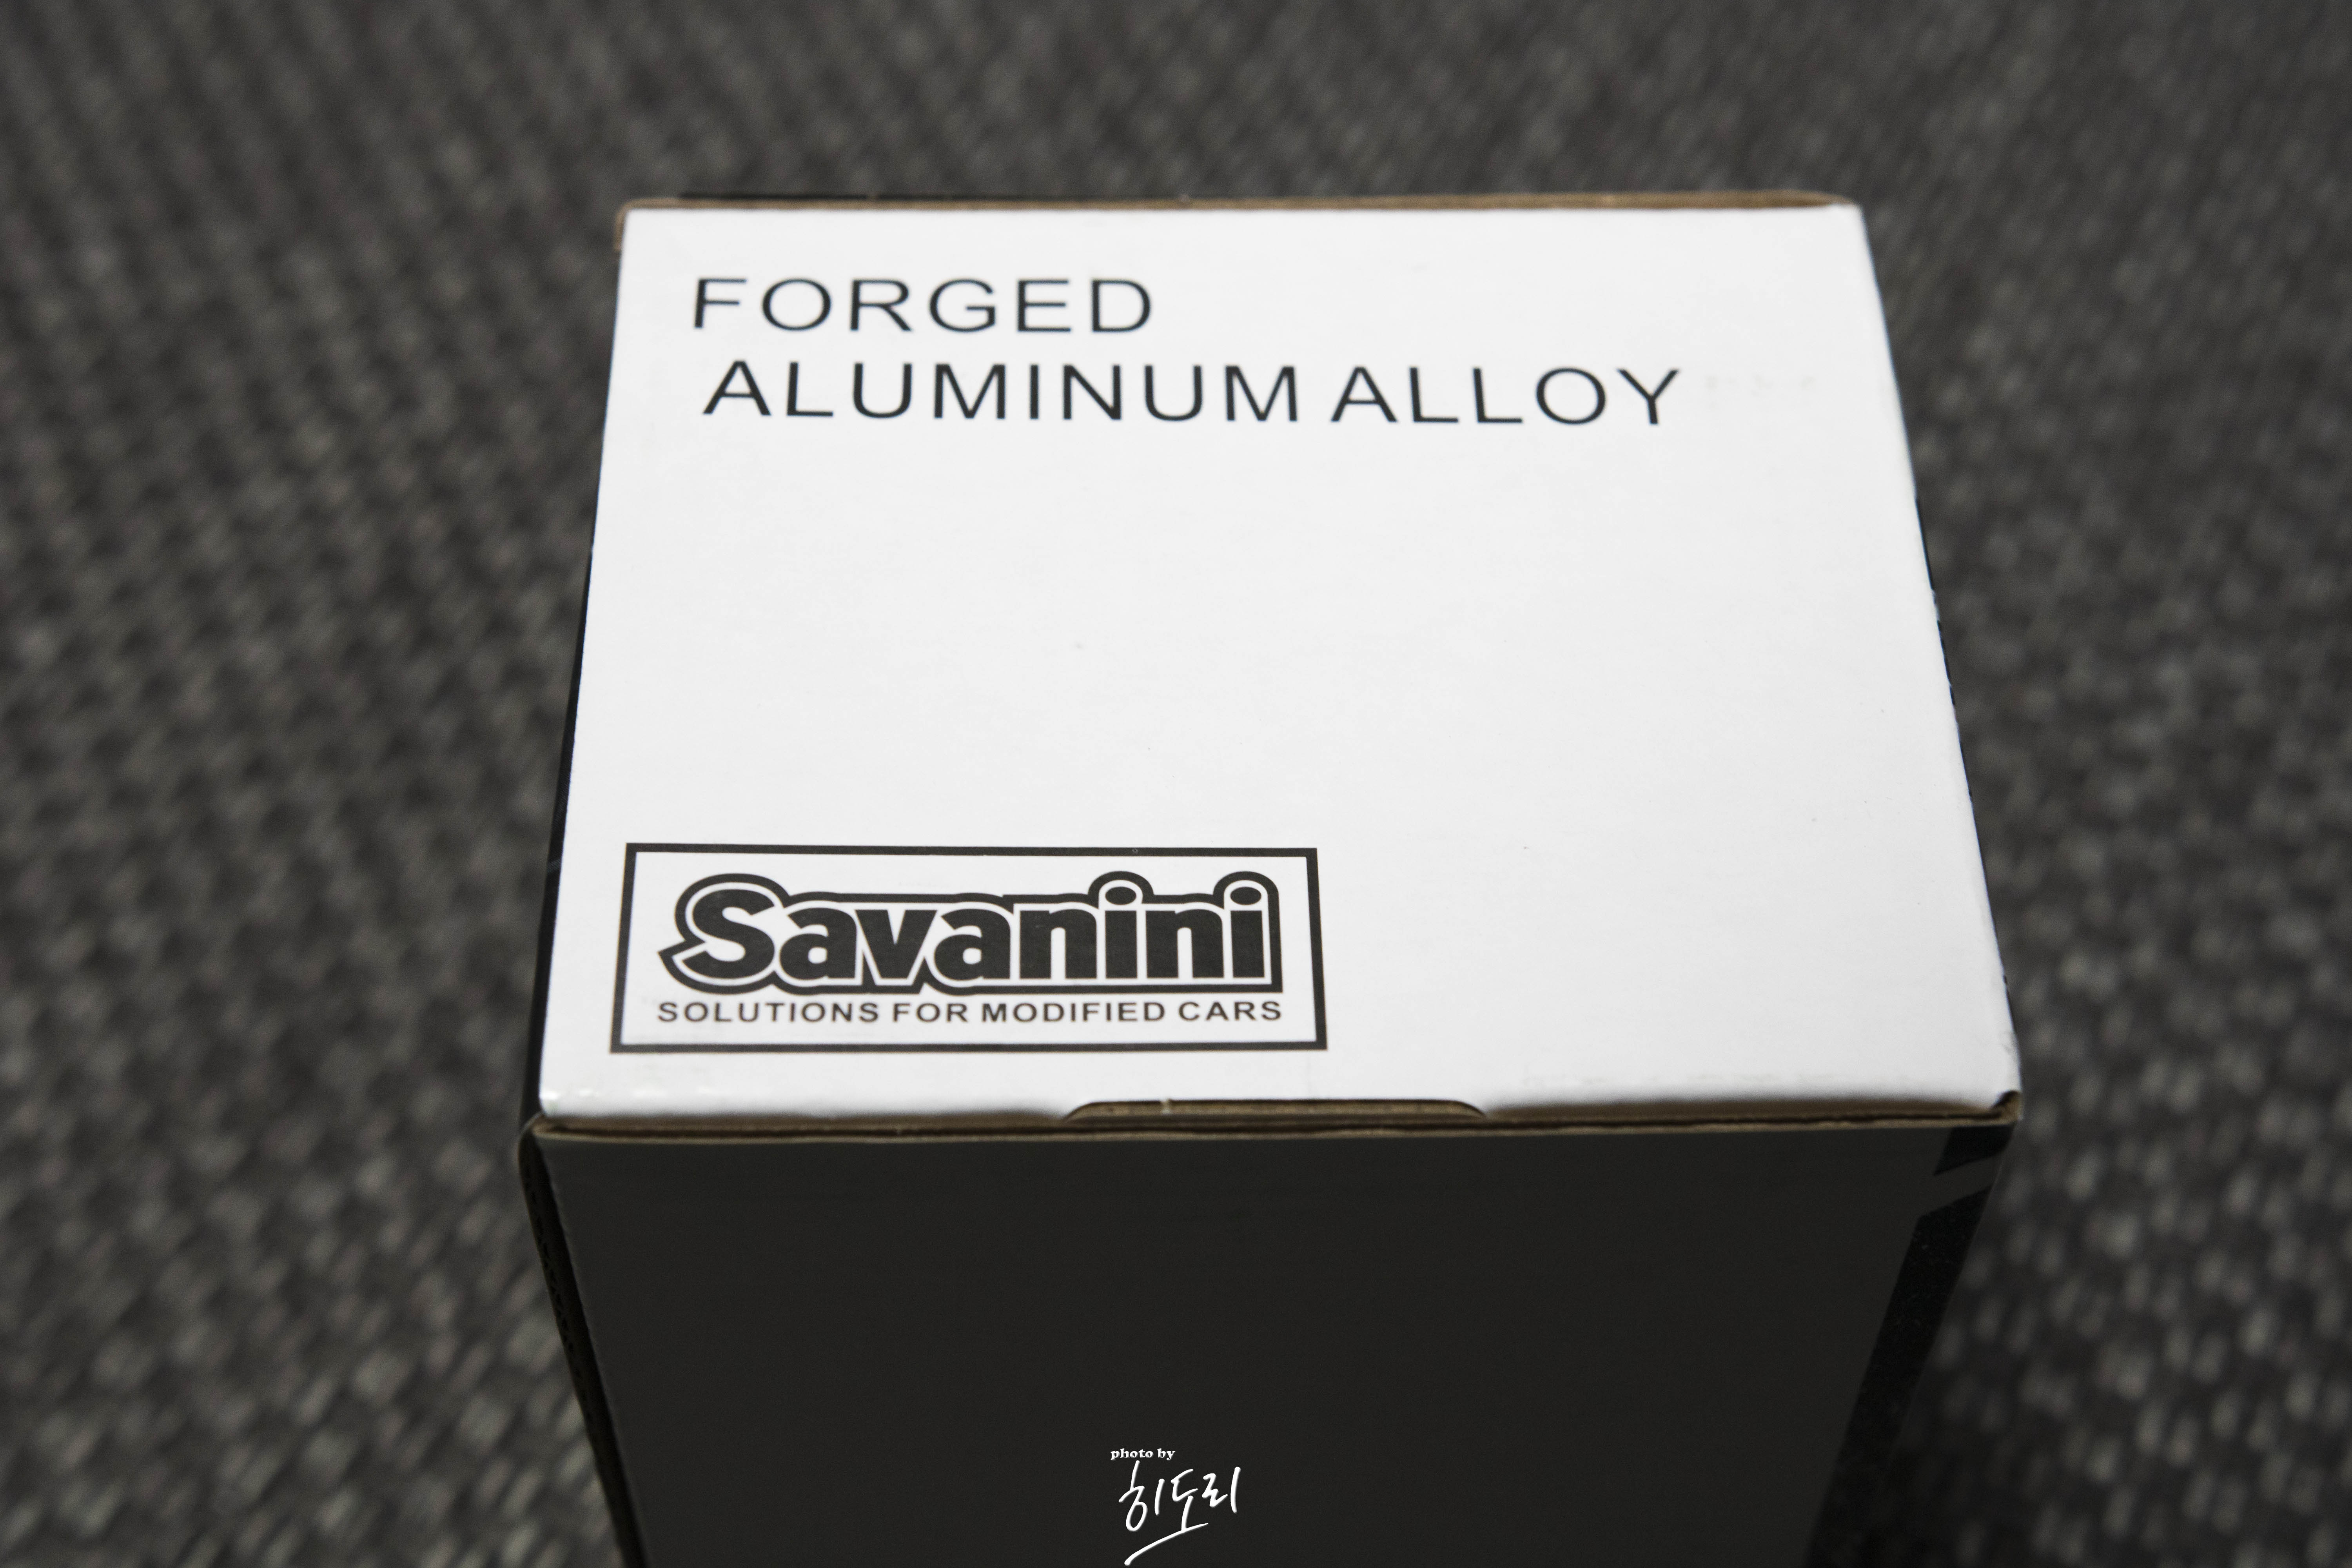 FORGED
ALUMINUM ALLOY
Savanini
SOLUTIONS FOR MODIFIED CARS
photo by
히도리